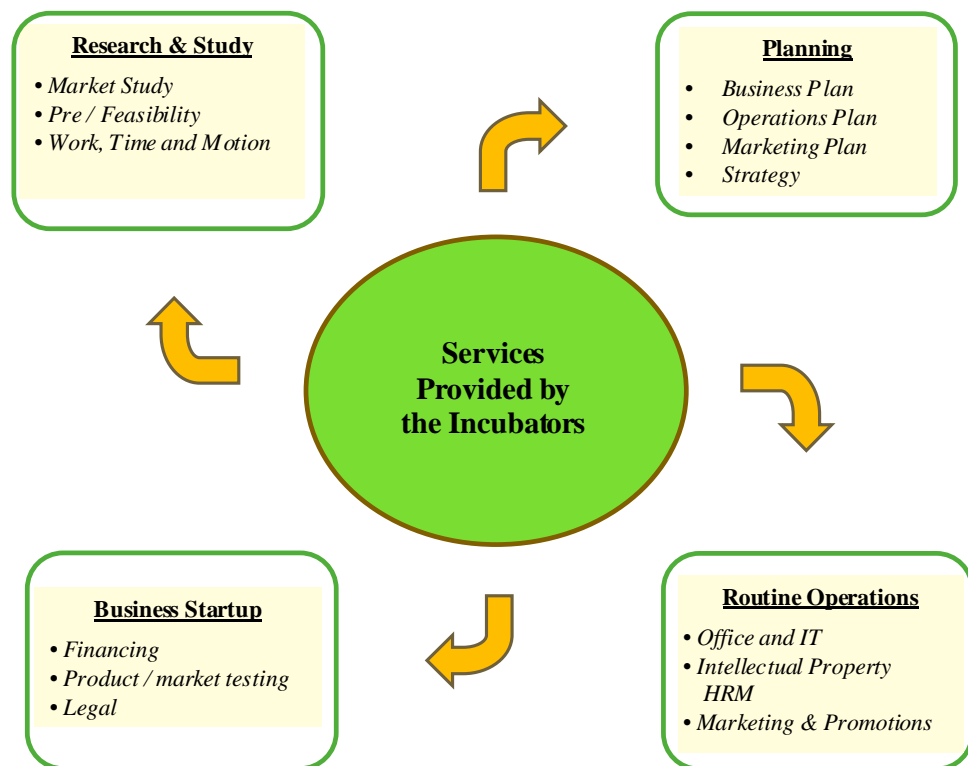 Research & Study
• Market Study
• Pre / Feasibility
• Work, Time and Motion
Planning
• Business Plan
• Operations Plan
• Marketing Plan
• Strategy
Services
Provided by
the Incubators
Business Startup
• Financing
• Product / market testing
• Legal
Routine Operations
• Office and IT
• Intellectual Property
HRM
• Marketing & Promotions